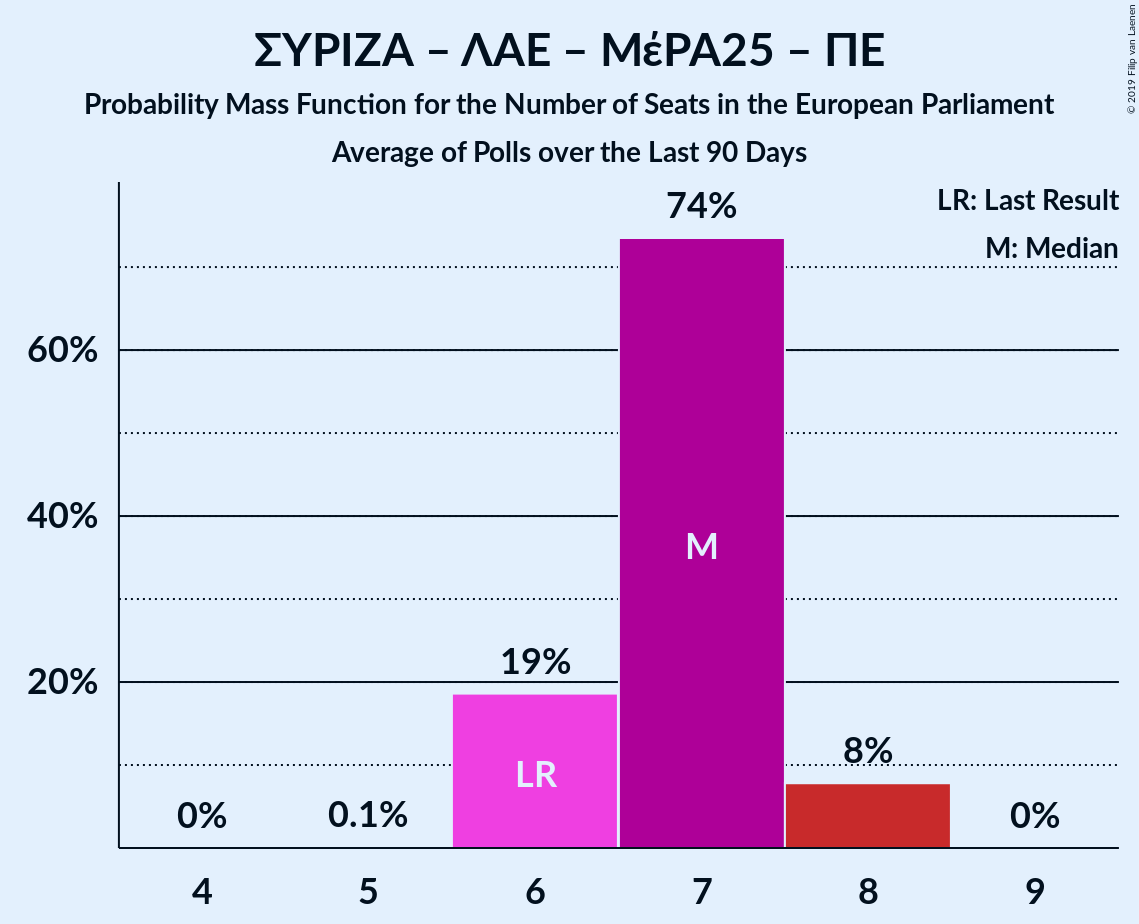 ΣΥΡΙΖΑ – ΛΑΕ – ΜέΡΑ25 – ΠΕ
Probability Mass Function for the Number of Seats in the European Parliament
Average of Polls over the Last 90 Days
© 2019 Filip van Laenen
LR: Last Result
M: Median
74%
60%
40%
M
19%
20%
8%
LR
0%
0.1%
0%
4 5 6 7 8 9